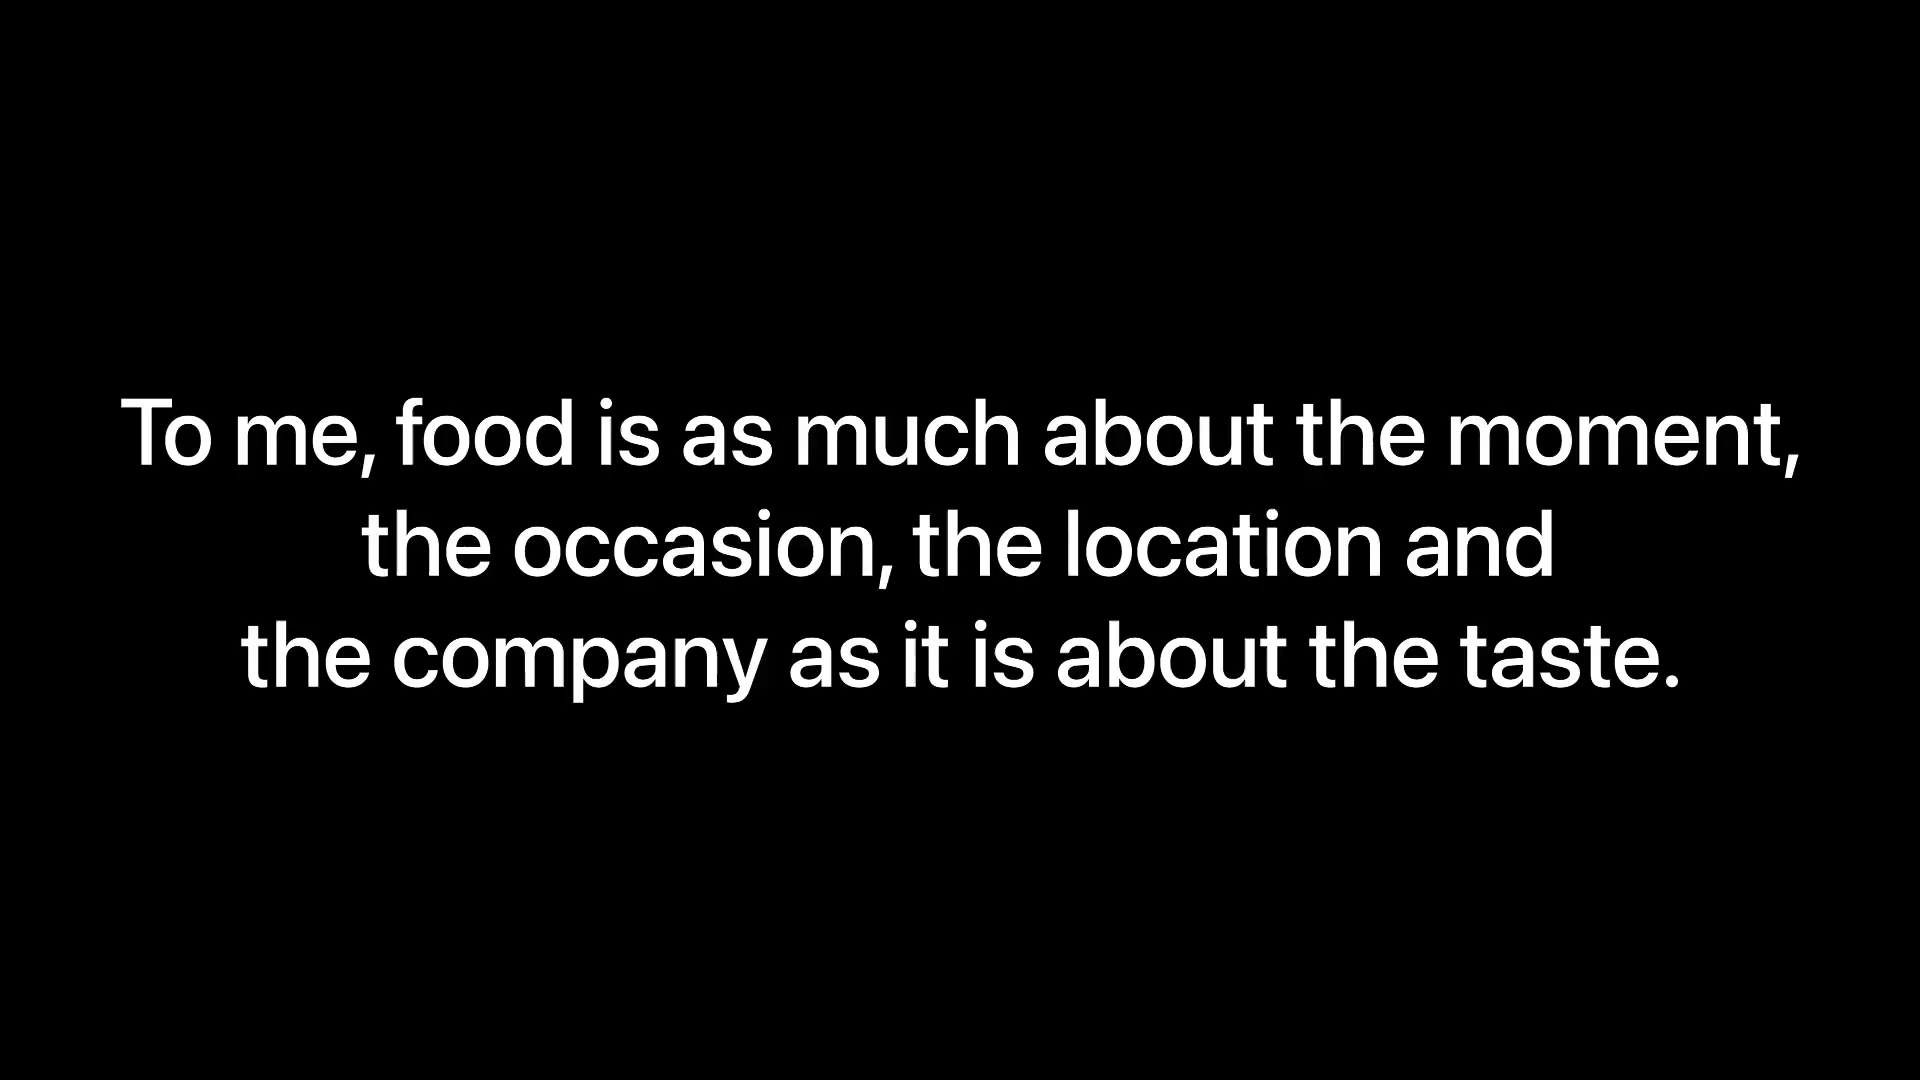 To me, food is as much about the moment,
the occasion, the location and
the company as it is about the taste.